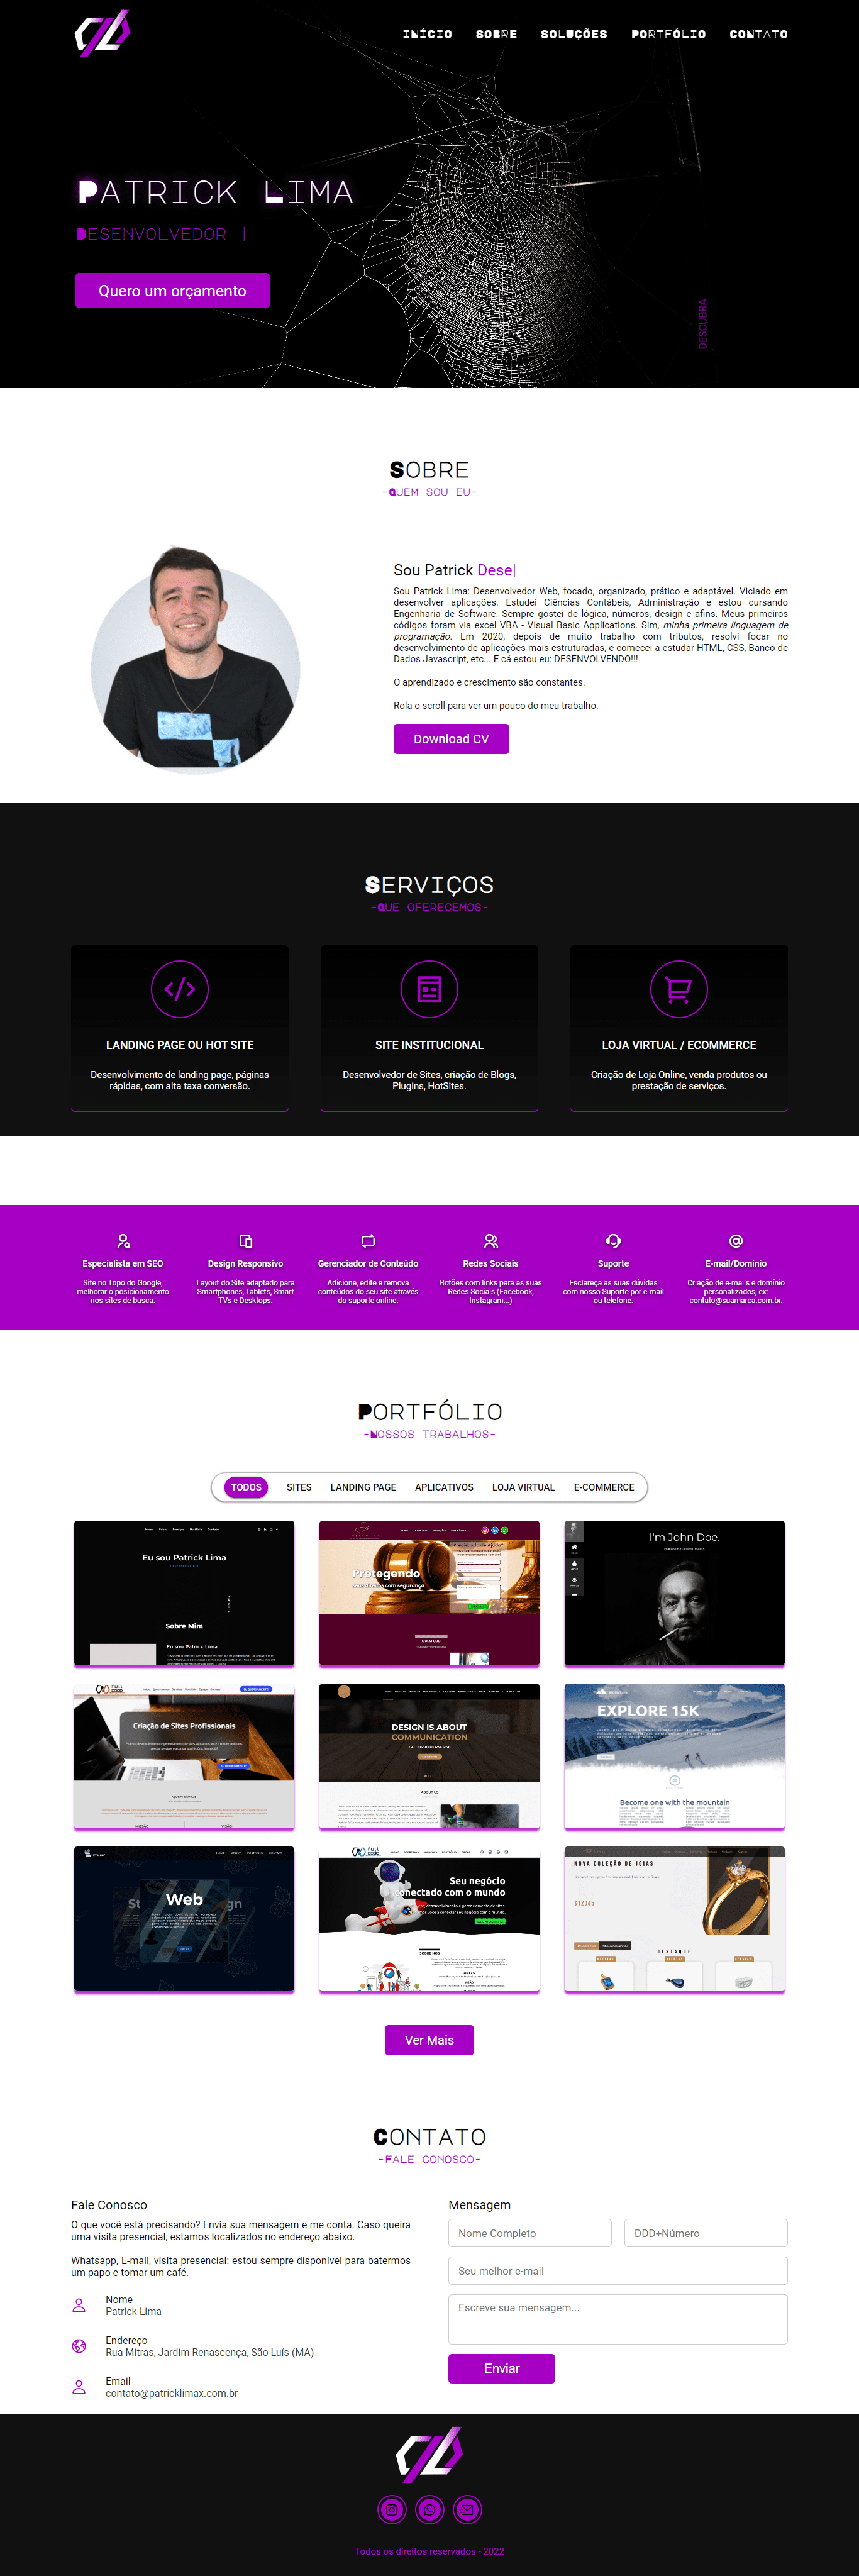 INÍCIO SOBRE SOLUÇÕES PORTFÓLIO CONTATO
PATRICK LIMA
DESENVOLVEDOR |
Quero um orçamento
DESCUBRA
SOBRE
-QUEM SOU EU-
Sou Patrick Dese|
Sou Patrick Lima: Desenvolvedor Web, focado, organizado, prático e adaptável. Viciado em
desenvolver aplicações. Estudei Ciências Contábeis, Administração e estou cursando
Engenharia de Software. Sempre gostei de lógica, números, design e afins. Meus primeiros
códigos foram via excel VBA - Visual Basic Applications. Sim, minha primeira linguagem de
programação. Em 2020, depois de muito trabalho com tributos, resolvi focar no
desenvolvimento de aplicações mais estruturadas, e comecei a estudar HTML, CSS, Banco de
Dados Javascript, etc... E cá estou eu: DESENVOLVENDO!!!
O aprendizado e crescimento são constantes.
Rola o scroll para ver um pouco do meu trabalho.
Download CV
SERVIÇOS
-QUE OFERECEMOS-
LANDING PAGE OU HOT SITE
Desenvolvimento de landing page, páginas
rápidas, com alta taxa conversão.
SITE INSTITUCIONAL
Desenvolvedor de Sites, criação de Blogs,
Plugins, HotSites.
LOJA VIRTUAL / ECOMMERCE
Criação de Loja Online, venda produtos ou
prestação de serviços.
Especialista em SEO
Site no Topo do Google,
melhorar o posicionamento
nos sites de busca.
Design Responsivo
Layout do Site adaptado para
Smartphones, Tablets, Smart
TVs e Desktops.
Gerenciador de Conteúdo
Adicione, edite e remova
conteúdos do seu site através
do suporte online.
Redes Sociais
Botões com links para as suas
Redes Sociais (Facebook,
Instagram...)
Suporte
Esclareça as suas dúvidas
com nosso Suporte por e-mail
ou telefone.
E-mail/Domínio
Criação de e-mails e domínio
personalizados, ex:
contato@suamarca.com.br.
PORTFÓLIO
-NOSSOS TRABALHOS-
TODOS SITES LANDING PAGE APLICATIVOS LOJA VIRTUAL E-COMMERCE
Eu sou Patrick Lima
Sobre Mim
Eu sou Patrick Lima
Protegendo
I'm John Doe.
Criação de Sites Profissionais
DESIGN IS ABOUT
COMMUNICATION
ABOUT US
EXPLORE 15K
Become one with the mountain
Web
Seu negócio
conectado com o mundo
NOVA COLEÇÃO DE JOIAS
DESTAQUE
Ver Mais
CONTATO
-FALE CONOSCO-
Fale Conosco
O que você está precisando? Envia sua mensagem e me conta. Caso queira
uma visita presencial, estamos localizados no endereço abaixo.
Whatsapp, E-mail, visita presencial: estou sempre disponível para batermos
um papo e tomar um café.
Nome
Patrick Lima
Endereço
Rua Mitras, Jardim Renascença, São Luís (MA)
Email
contato@patricklimax.com.br
Mensagem
Nome Completo
DDD+Número
Seu melhor e-mail
Escreve sua mensagem...
Enviar
Todos os direitos reservados - 2022